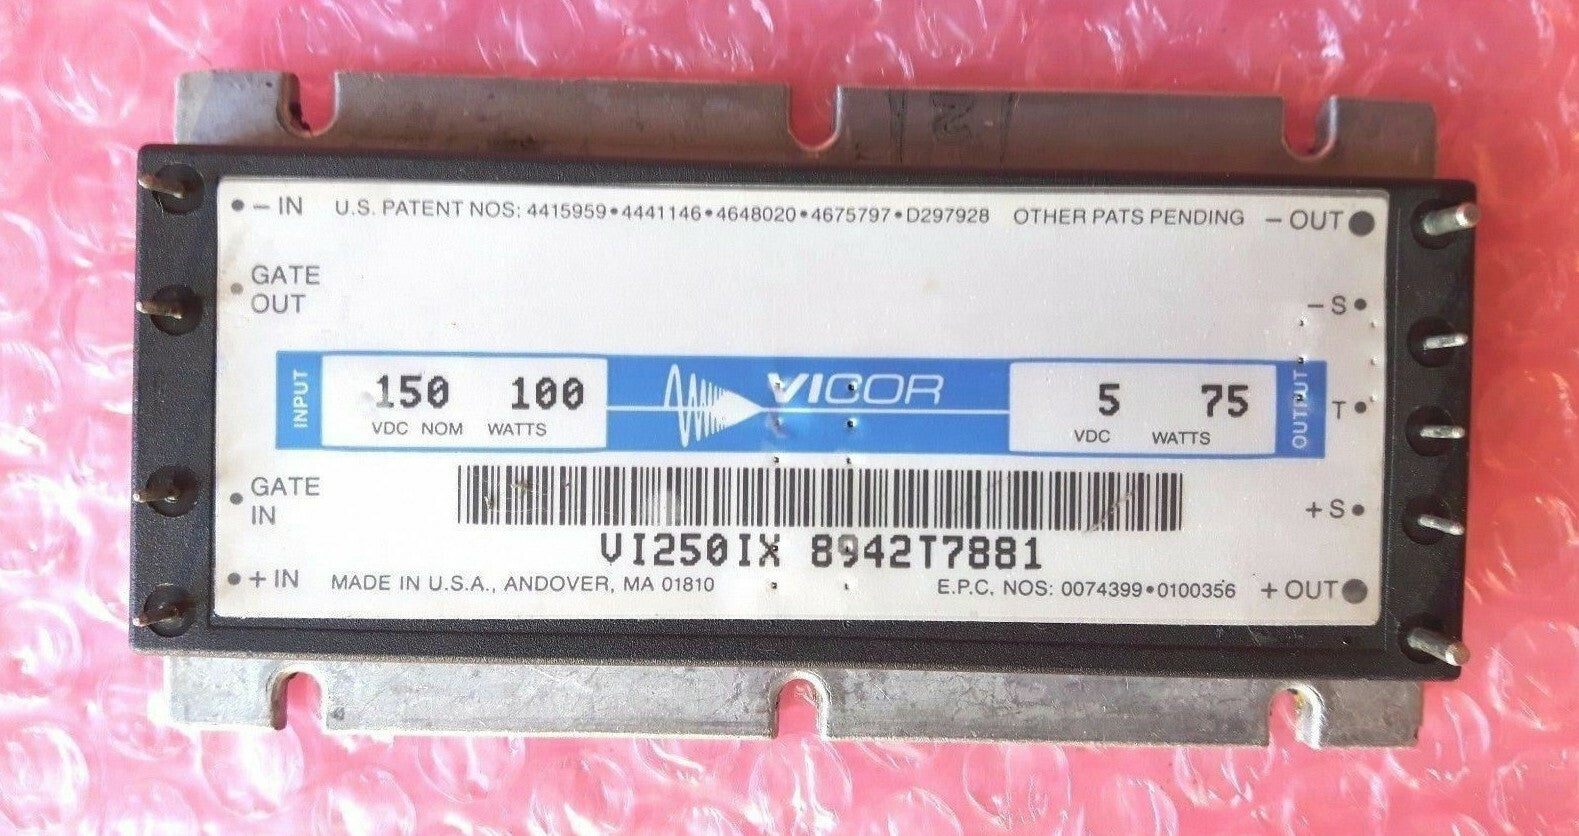 – IN U.S. PATENT NOS: 4415959•4441146•4648020•4675797•D297928 OTHER PATS PENDING – OUT
GATE
OUT
– S
INPUT
150 100
VDC NOM WATTS
VICOR
5 75
VDC WATTS
OUTPUT
T
GATE
IN
+ S
VI250IX 8942T7881
+ IN MADE IN U.S.A., ANDOVER, MA 01810 E.P.C. NOS: 0074399•0100356 + OUT